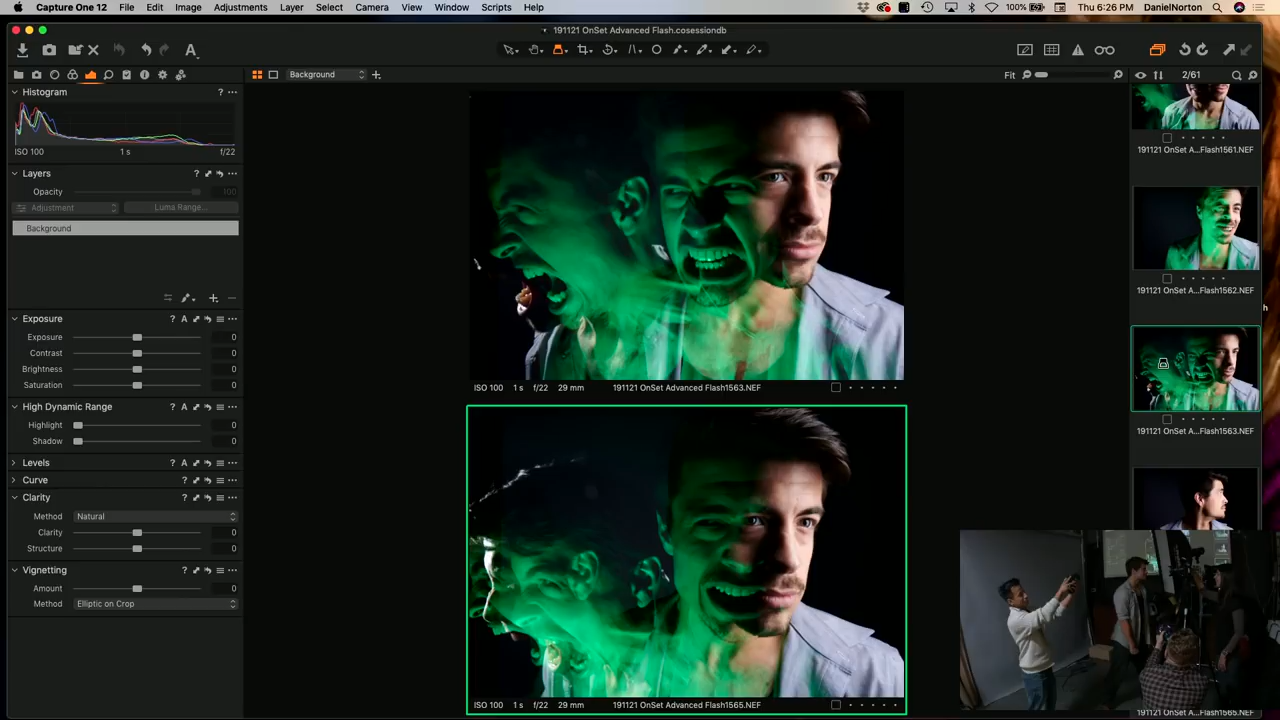 Capture One 12 File Edit Image Adjustments Layer Select Camera View Window Scripts Help 100% Thu 6:26 PM DanielNorton
191121 OnSet Advanced Flash.cosessiondb
Background Fit 2/61
Histogram
ISO 100 1 s f/22
Layers
Opacity 100
Adjustment Luma Range...
Background
Exposure
Exposure 0
Contrast 0
Brightness 0
Saturation 0
High Dynamic Range
Highlight 0
Shadow 0
Levels
Curve
Clarity
Method Natural
Clarity 0
Structure 0
Vignetting
Amount 0
Method Elliptic on Crop
ISO 100 1 s f/22 29 mm 191121 OnSet Advanced Flash1563.NEF
ISO 100 1 s f/22 29 mm 191121 OnSet Advanced Flash1565.NEF
191121 OnSet A...Flash1561.NEF
191121 OnSet A...Flash1562.NEF
191121 OnSet A...Flash1563.NEF
191121 OnSet A...Flash1565.NEF